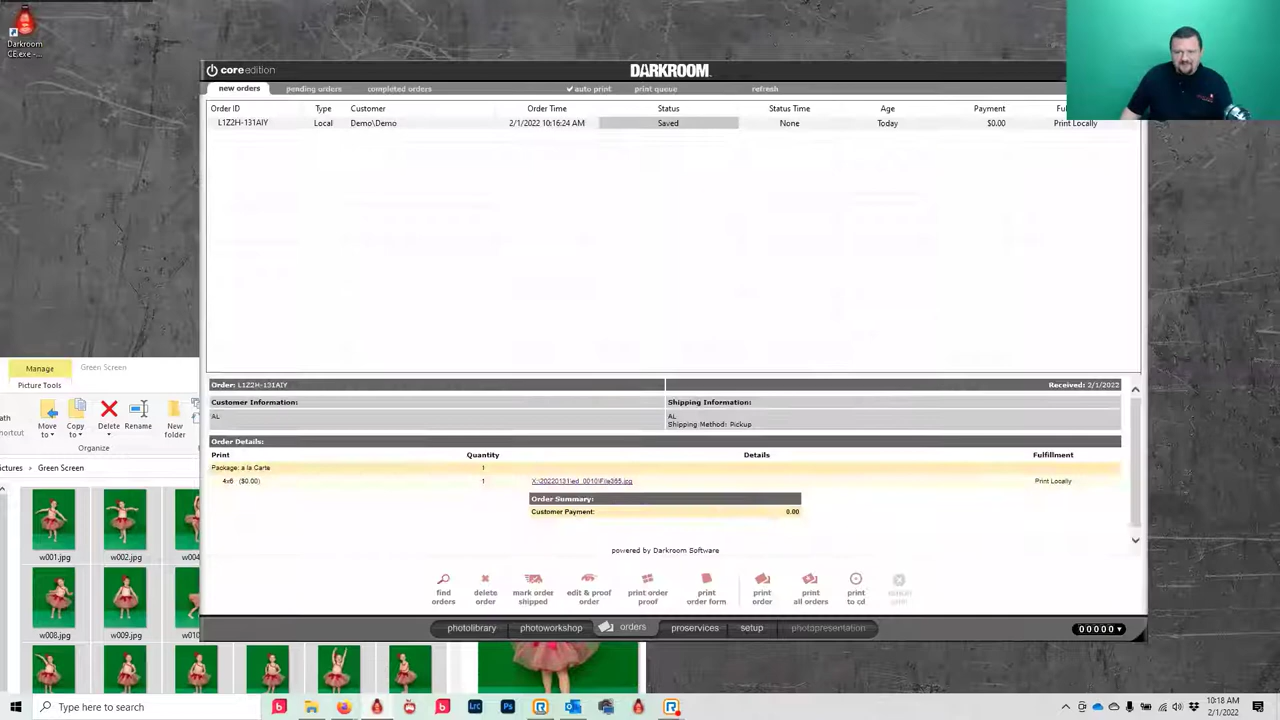 Darkroom
CE.exe -...
core edition
DARKROOM
new orders pending orders completed orders auto print print queue refresh
Order ID Type Customer Order Time Status Status Time Age Payment
L1Z2H-131AIY Local Demo\Demo 2/1/2022 10:16:24 AM Saved None Today $0.00 Print Locally
Manage Green Screen
Picture Tools
Move
to
Copy
to
Delete
Rename
New
folder
Organize
Green Screen
w001.jpg w002.jpg
w008.jpg w009.jpg
Order: L1Z2H-131AIY Received: 2/1/2022
Customer Information: Shipping Information:
AL AL
Shipping Method: Pickup
Order Details:
Print Quantity Details Fulfillment
Package: a la Carte 1
4x6 ($0.00) 1 X:\20220131\ed_0010\File365.jpg Print Locally
Order Summary:
Customer Payment: 0.00
powered by Darkroom Software
find
orders
delete
order
mark order
shipped
edit & proof
order
print order
proof
print
order form
print
order
print
all orders
print
to cd
photolibrary photoworkshop orders proservices setup photopresentation
00000
Type here to search
Lrc
Ps
10:18 AM
2/1/2022